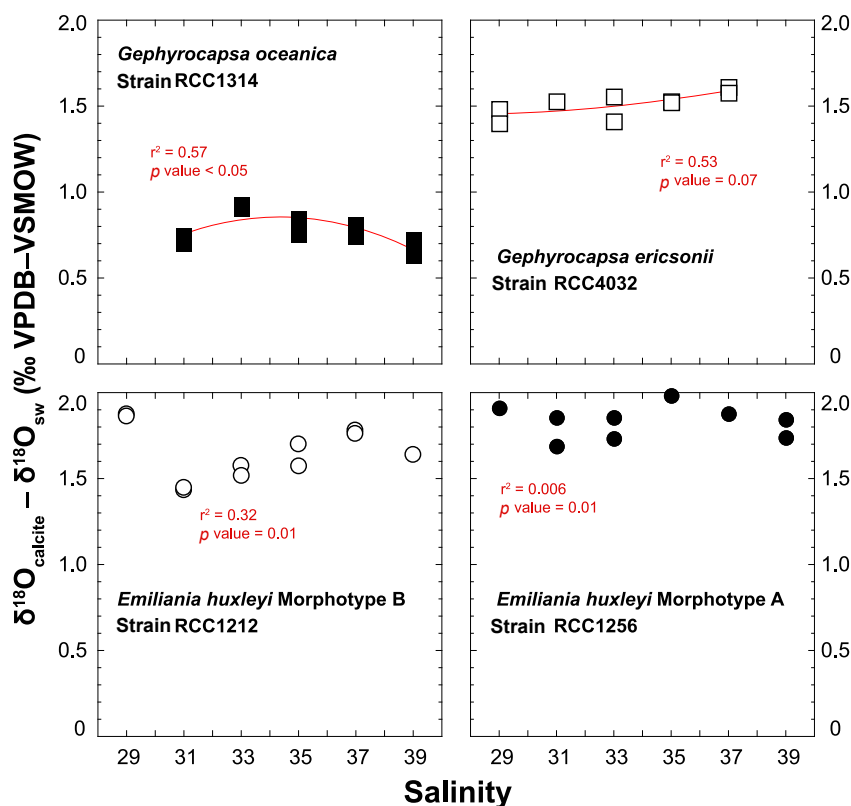 δ¹⁸Ocalcite – δ¹⁸Osw (‰ VPDB–VSMOW)
2.0
1.5
1.0
0.5
0
Gephyrocapsa oceanica
Strain RCC1314
r² = 0.57
p value < 0.05
Gephyrocapsa ericsonii
Strain RCC4032
r² = 0.53
p value = 0.07
2.0
1.5
1.0
0.5
0
2.0
1.5
1.0
0.5
0
Emiliania huxleyi Morphotype B
Strain RCC1212
r² = 0.32
p value = 0.01
29 31 33 35 37 39
Emiliania huxleyi Morphotype A
Strain RCC1256
r² = 0.006
p value = 0.01
29 31 33 35 37 39
2.0
1.5
1.0
0.5
0
Salinity